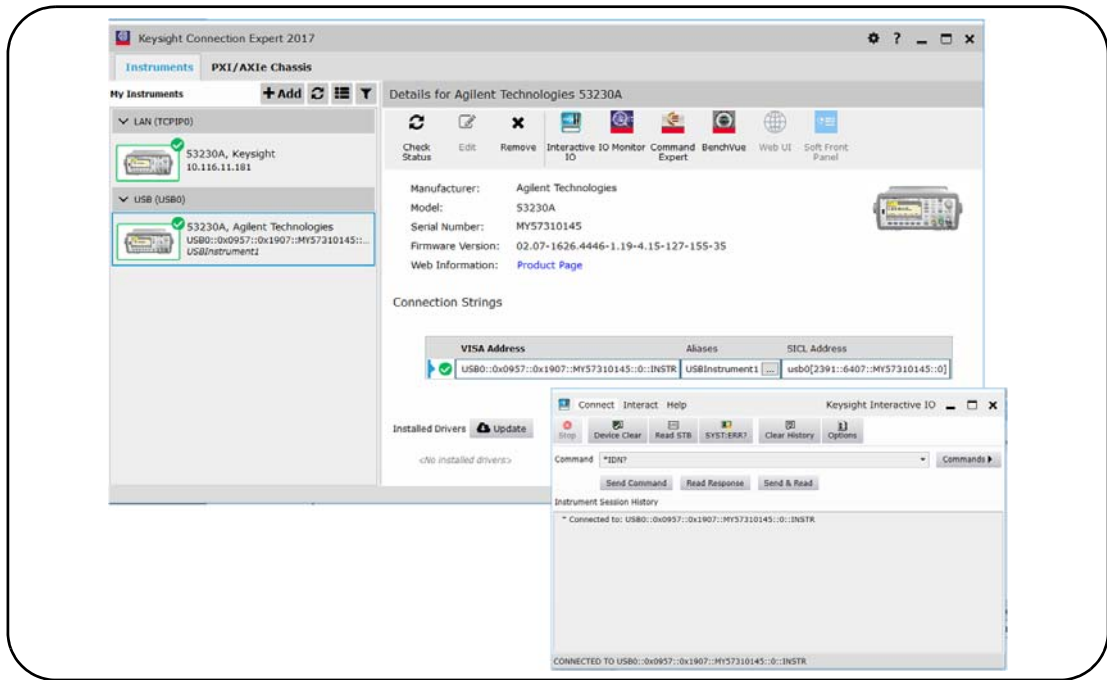 Keysight Connection Expert 2017
Instruments PXI/AXIe Chassis
My Instruments + Add
LAN (TCPIP0)
53230A, Keysight
10.116.11.181
USB (USB0)
53230A, Agilent Technologies
USB0::0x0957::0x1907::MY57310145::...
USBInstrument1
Details for Agilent Technologies 53230A
Check Status Edit Remove Interactive IO IO Monitor Command Expert BenchVue Web UI Soft Front Panel
Manufacturer: Agilent Technologies
Model: 53230A
Serial Number: MY57310145
Firmware Version: 02.07-1626.4446-1.19-4.15-127-155-35
Web Information: Product Page
Connection Strings
VISA Address Aliases SICL Address
USB0::0x0957::0x1907::MY57310145::0::INSTR USBInstrument1 ... usb0[2391::6407::MY57310145::0]
Installed Drivers Update
<No installed drivers>
Connect Interact Help Keysight Interactive IO
Stop Device Clear Read STB SYST:ERR? Clear History Options
Command *IDN? Commands
Send Command Read Response Send & Read
Instrument Session History
* Connected to: USB0::0x0957::0x1907::MY57310145::0::INSTR
CONNECTED TO USB0::0x0957::0x1907::MY57310145::0::INSTR